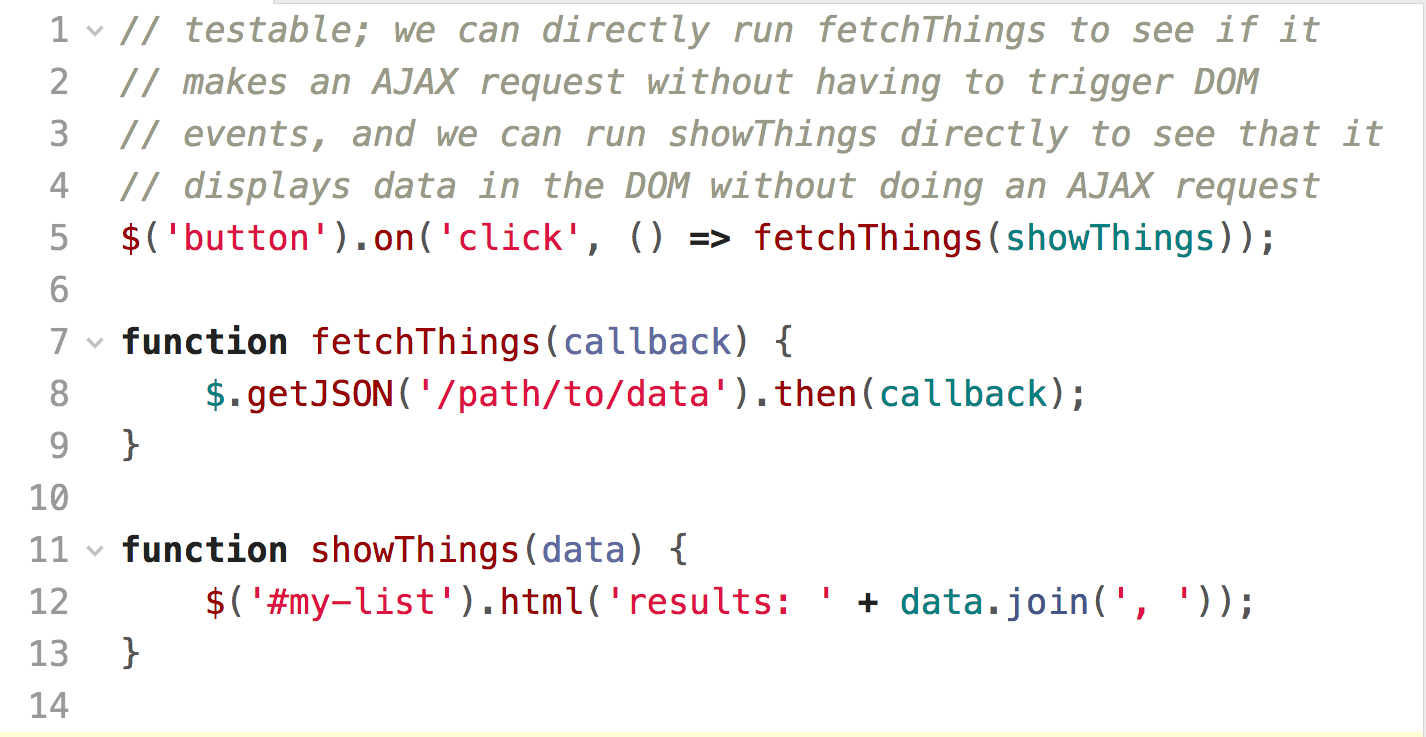 1 // testable; we can directly run fetchThings to see if it
2 // makes an AJAX request without having to trigger DOM
3 // events, and we can run showThings directly to see that it
4 // displays data in the DOM without doing an AJAX request
5 $('button').on('click', () => fetchThings(showThings));
6
7 function fetchThings(callback) {
8     $.getJSON('/path/to/data').then(callback);
9 }
10
11 function showThings(data) {
12     $('#my-list').html('results: ' + data.join(', '));
13 }
14